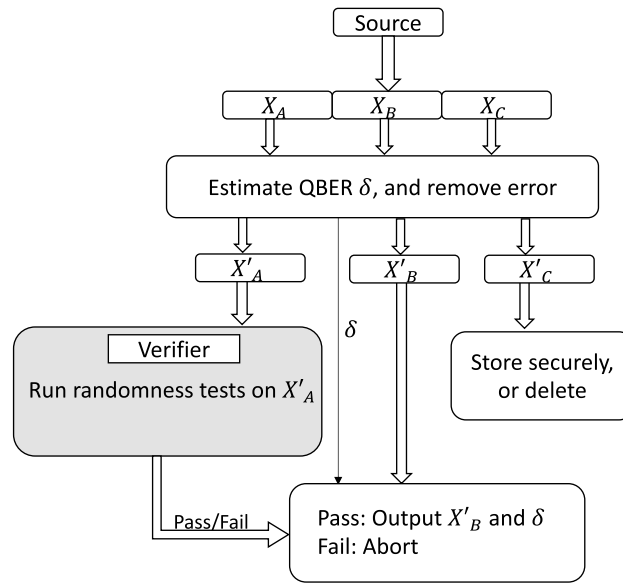 Source
X_A X_B X_C
Estimate QBER δ, and remove error
X'_A X'_B X'_C
δ
Verifier
Run randomness tests on X'_A
Store securely,
or delete
Pass/Fail
Pass: Output X'_B and δ
Fail: Abort